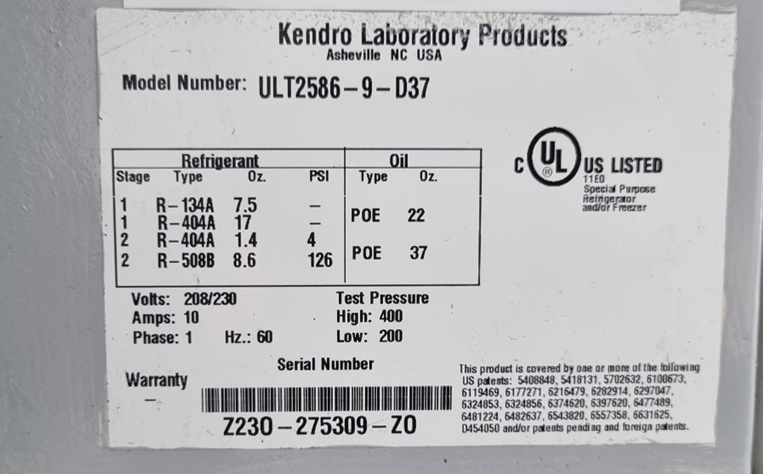 Kendro Laboratory Products
Asheville NC USA
Model Number: ULT2586-9-D37
Refrigerant Oil
Stage Type Oz. PSI Type Oz.
1 R-134A 7.5 –
1 R-404A 17 –
POE 22
2 R-404A 1.4 4
2 R-508B 8.6 126
POE 37
C UL ® US LISTED
11EO
Special Purpose
Refrigerator
and/or Freezer
Volts: 208/230
Amps: 10
Phase: 1 Hz.: 60
Test Pressure
High: 400
Low: 200
Serial Number
Warranty
–
Z230-275309-ZO
This product is covered by one or more of the following
US patents: 5408848, 5418131, 5702632, 6100673,
6119469, 6177271, 6216479, 6282914, 6297047,
6324853, 6324856, 6374620, 6397620, 6477489,
6481224, 6482637, 6543820, 6557358, 6631625,
D454050 and/or patents pending and foreign patents.